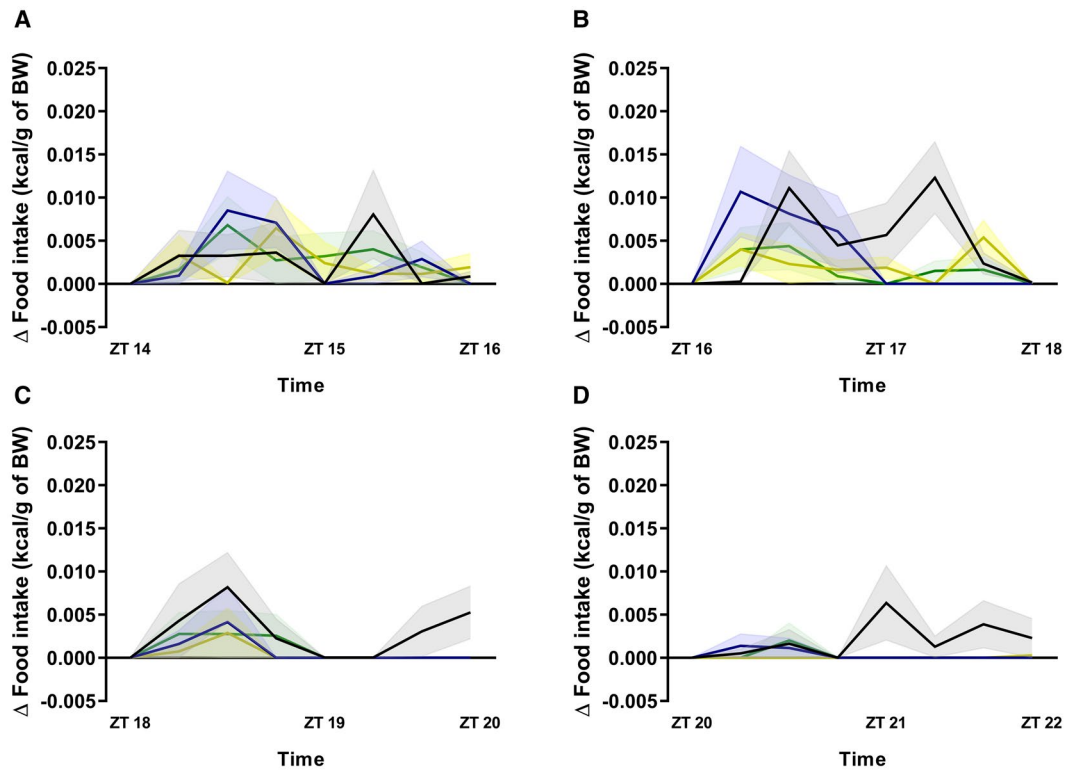 A
Δ Food intake (kcal/g of BW)
0.025
0.020
0.015
0.010
0.005
0.000
-0.005
ZT 14 ZT 15 ZT 16
Time
B
Δ Food intake (kcal/g of BW)
0.025
0.020
0.015
0.010
0.005
0.000
-0.005
ZT 16 ZT 17 ZT 18
Time
C
Δ Food intake (kcal/g of BW)
0.025
0.020
0.015
0.010
0.005
0.000
-0.005
ZT 18 ZT 19 ZT 20
Time
D
Δ Food intake (kcal/g of BW)
0.025
0.020
0.015
0.010
0.005
0.000
-0.005
ZT 20 ZT 21 ZT 22
Time